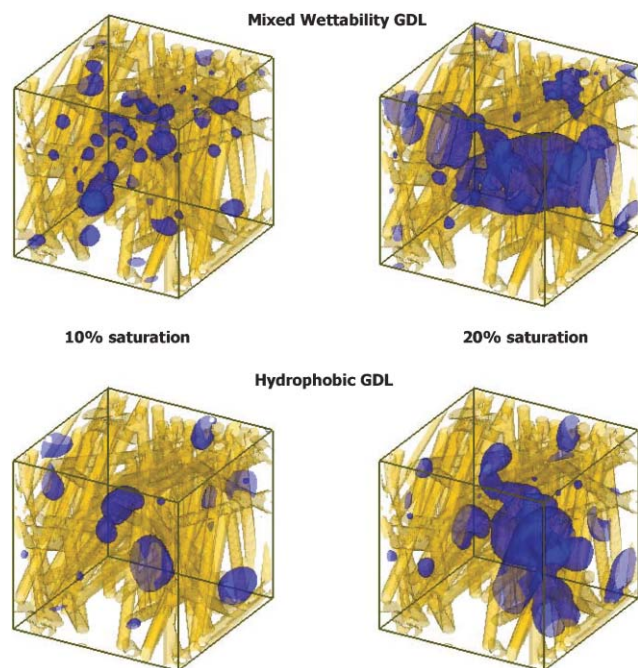 Mixed Wettability GDL
10% saturation
20% saturation
Hydrophobic GDL